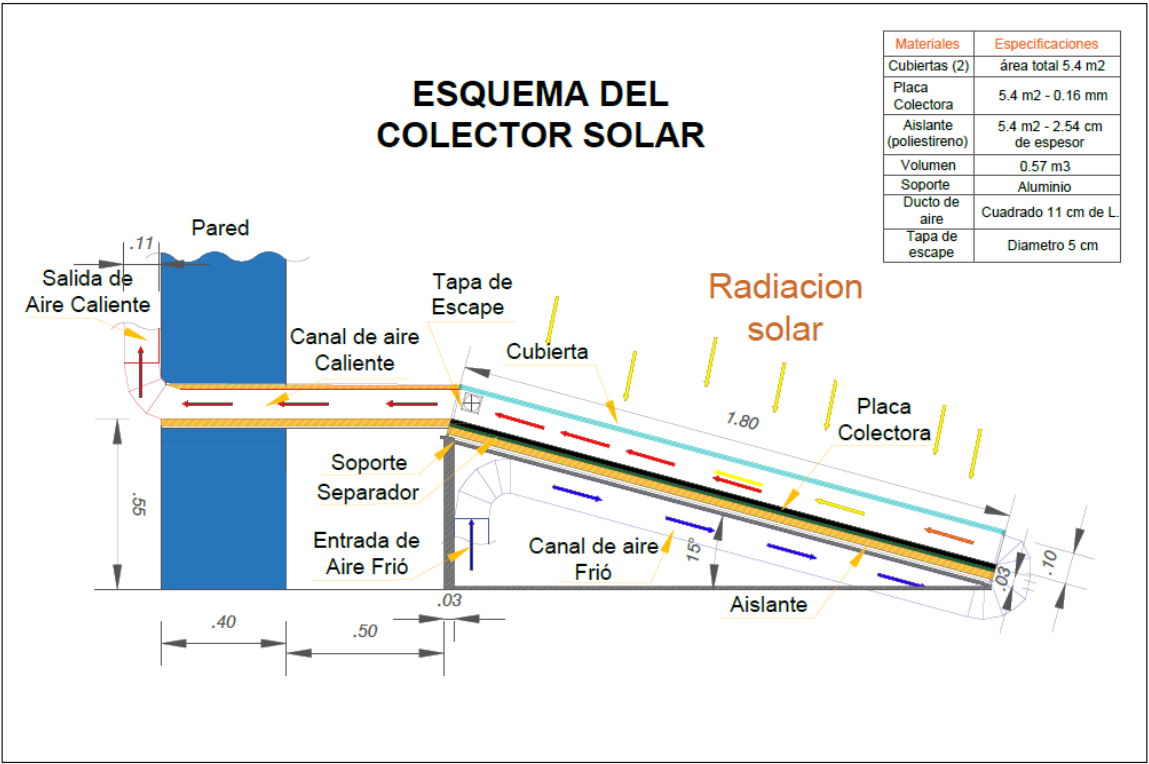 ESQUEMA DEL
COLECTOR SOLAR
Materiales Especificaciones
Cubiertas (2) área total 5.4 m2
Placa
Colectora
5.4 m2 - 0.16 mm
Aislante
(poliestireno)
5.4 m2 - 2.54 cm
de espesor
Volumen 0.57 m3
Soporte Aluminio
Ducto de
aire
Cuadrado 11 cm de L.
Tapa de
escape
Diametro 5 cm
Pared
.11
Salida de
Aire Caliente
Canal de aire
Caliente
Tapa de
Escape
Cubierta
Radiacion
solar
1.80
Placa
Colectora
Soporte
Separador
.55
Entrada de
Aire Frió
Canal de aire
Frió
15°
Aislante
.03
.10
.03
.40
.50